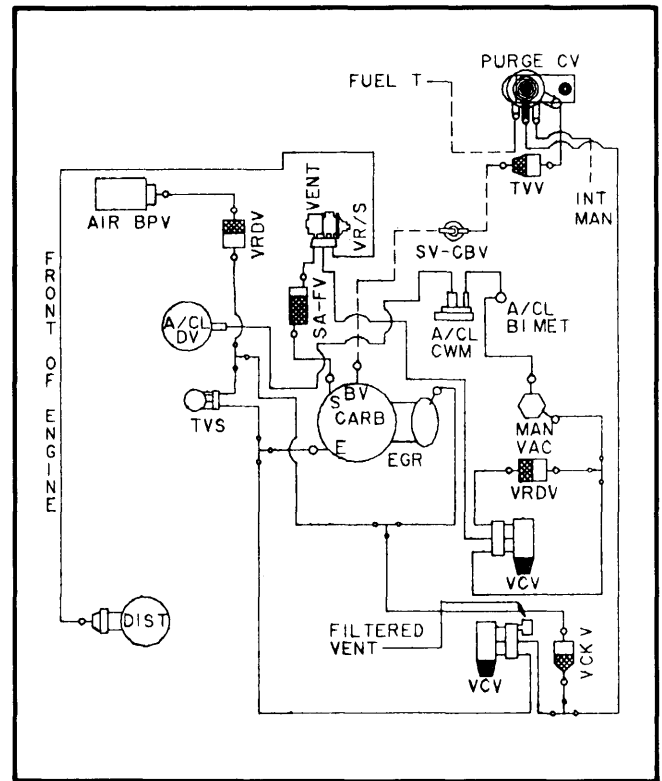 PURGE CV
FUEL T
VENT
VR/S
TVV
INT
MAN
AIR BPV
VRDV
SV-CBV
SA-FV
A/CL
DV
A/CL
CWM
A/CL
BI MET
FRONT OF ENGINE
TVS
S
BV
CARB
E
EGR
MAN
VAC
VRDV
VCV
DIST
FILTERED
VENT
VCV
VCK V